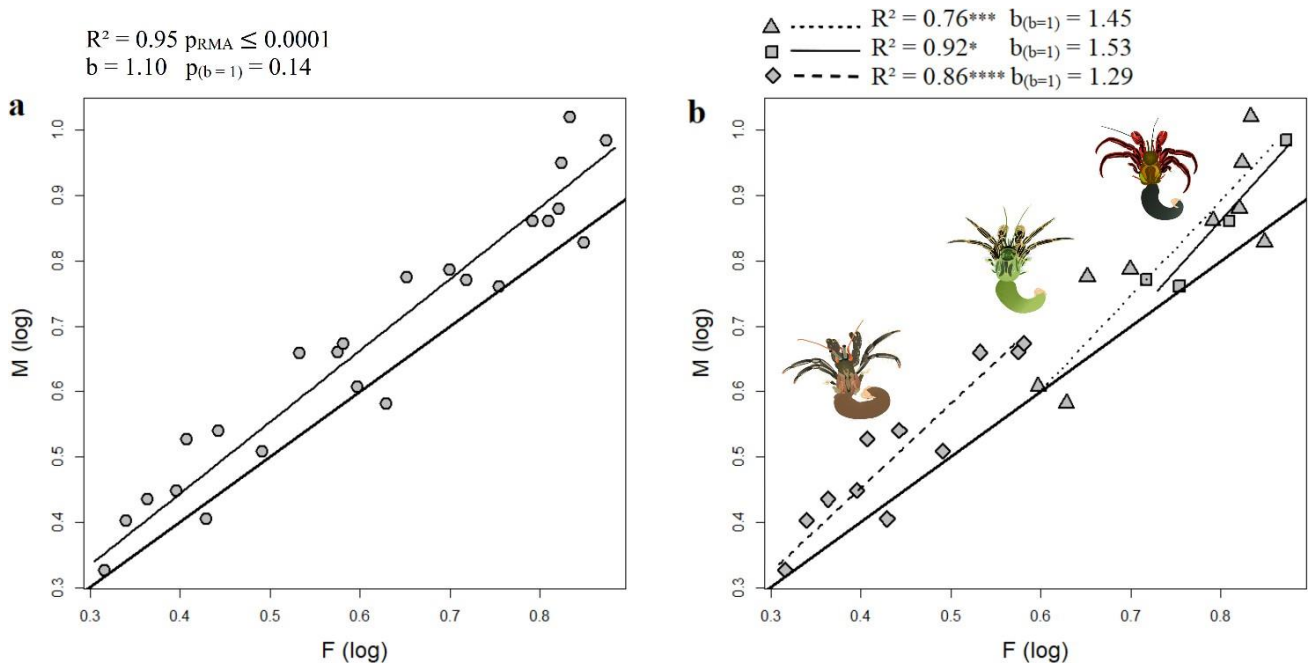 R² = 0.95 pRMA ≤ 0.0001
b = 1.10 p(b = 1) = 0.14
a
1.0
0.9
0.8
0.7
0.6
0.5
0.4
0.3
M (log)
0.3 0.4 0.5 0.6 0.7 0.8
F (log)
R² = 0.76*** b(b=1) = 1.45
R² = 0.92* b(b=1) = 1.53
R² = 0.86**** b(b=1) = 1.29
b
1.0
0.9
0.8
0.7
0.6
0.5
0.4
0.3
M (log)
0.3 0.4 0.5 0.6 0.7 0.8
F (log)